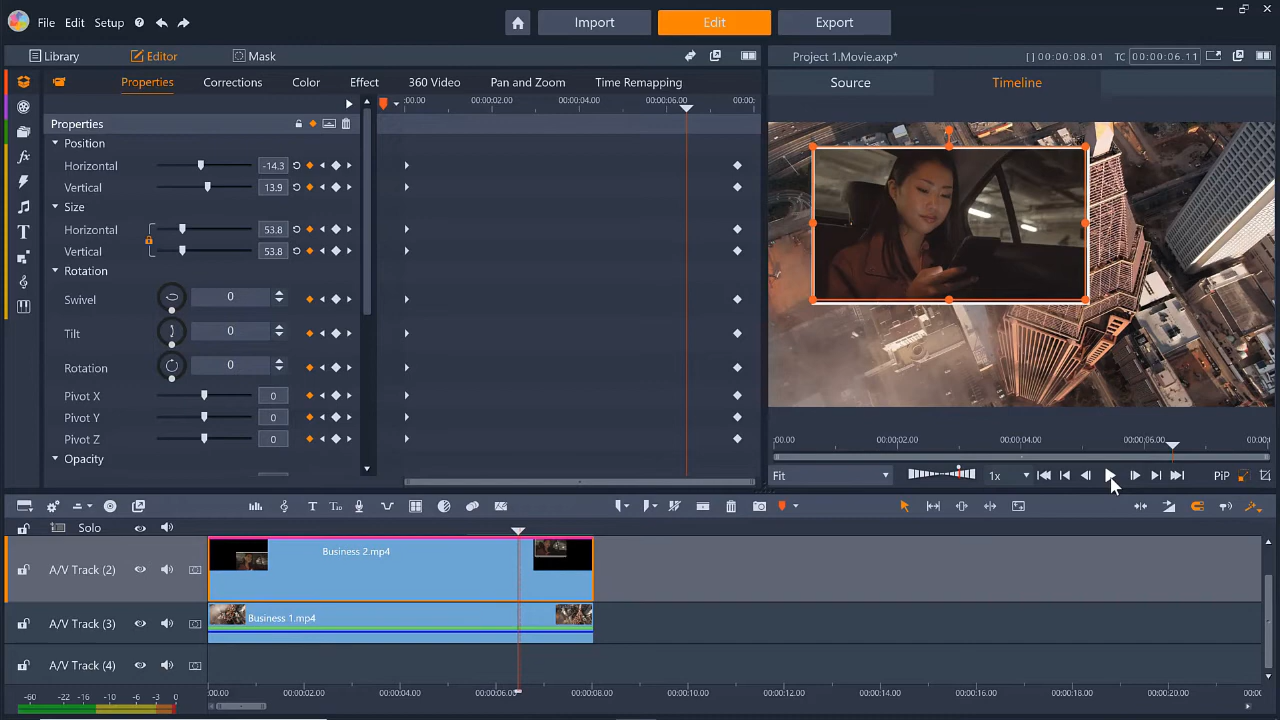 File Edit Setup Import Edit Export
Library Editor Mask Project 1.Movie.axp* [] 00:00:08.01 TC 00:00:06.11
Properties Corrections Color Effect 360 Video Pan and Zoom Time Remapping Source Timeline
:00.00 00:00:02.00 00:00:04.00 00:00:06.00 00:00:
Properties
Position
Horizontal -14.3
Vertical 13.9
Size
Horizontal 53.8
Vertical 53.8
Rotation
Swivel 0
Tilt 0
Rotation 0
Pivot X 0
Pivot Y 0
Pivot Z 0
Opacity
:00.00 00:00:02.00 00:00:04.00 00:00:06.00 00:00:
Fit 1x PiP
Solo
A/V Track (2) Business 2.mp4
A/V Track (3) Business 1.mp4
A/V Track (4)
-60 -22 -16 -10 -6 -3 0 :00.00 00:00:02.00 00:00:04.00 00:00:06.00 00:00:08.00 00:00:10.00 00:00:12.00 00:00:14.00 00:00:16.00 00:00:18.00 00:00:20.00